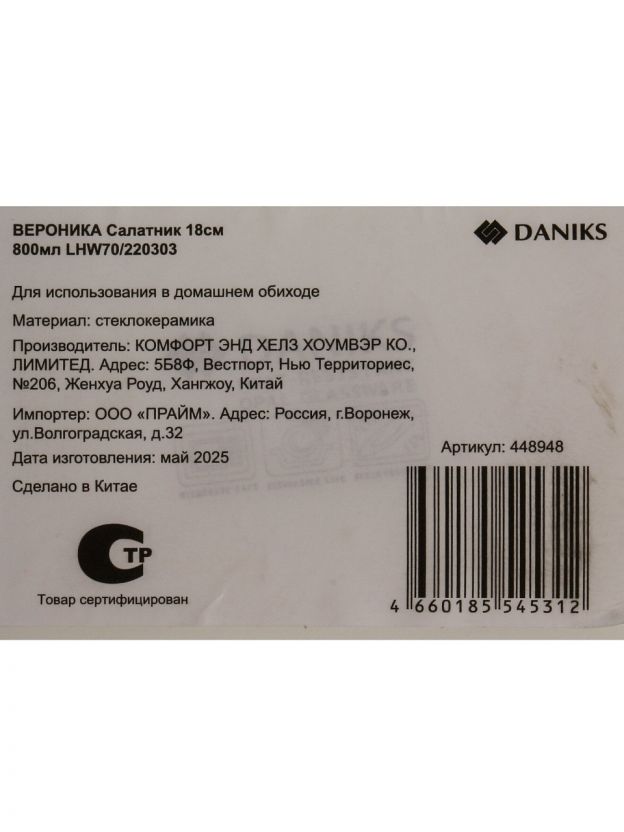 ВЕРОНИКА Салатник 18см
800мл LHW70/220303
DANIKS
Для использования в домашнем обиходе
Материал: стеклокерамика
Производитель: КОМФОРТ ЭНД ХЕЛЗ ХОУМВЭР КО.,
ЛИМИТЕД. Адрес: 5Б8Ф, Вестпорт, Нью Территориес,
№206, Женхуа Роуд, Хангжоу, Китай
Импортер: ООО «ПРАЙМ». Адрес: Россия, г.Воронеж,
ул.Волгоградская, д.32
Дата изготовления: май 2025
Сделано в Китае
Артикул: 448948
СТР
Товар сертифицирован
4 660185 545312